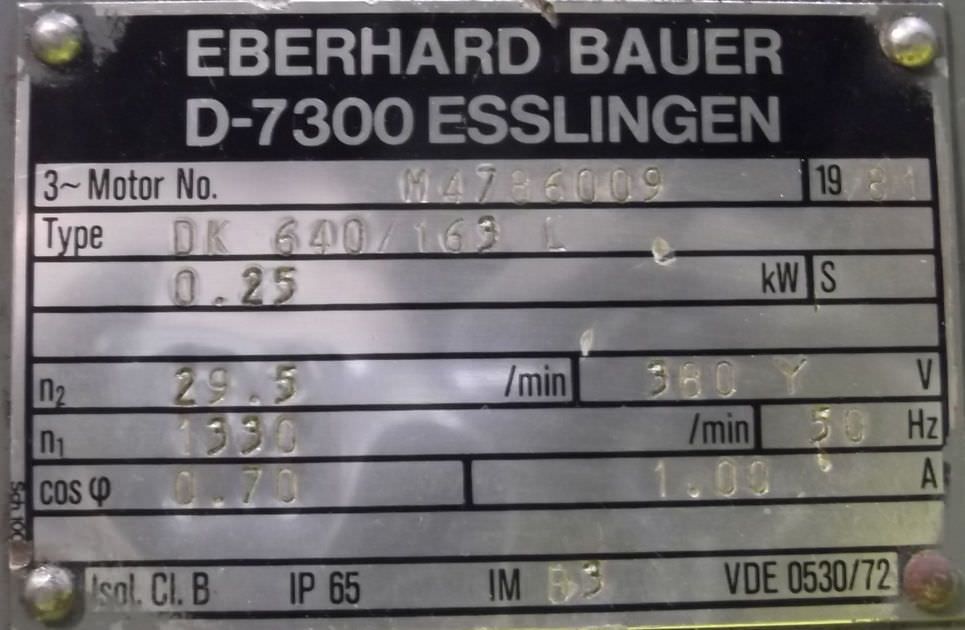 EBERHARD BAUER
D-7300 ESSLINGEN
3~ Motor No. M4786009 19
Type DK 640/163 L
0.25 kW S
n₂ 29.5 /min 380 Y V
n₁ 1330 /min 50 Hz
cos φ 0.70 1.00 A
Isol. Cl. B IP 65 IM B3 VDE 0530/72